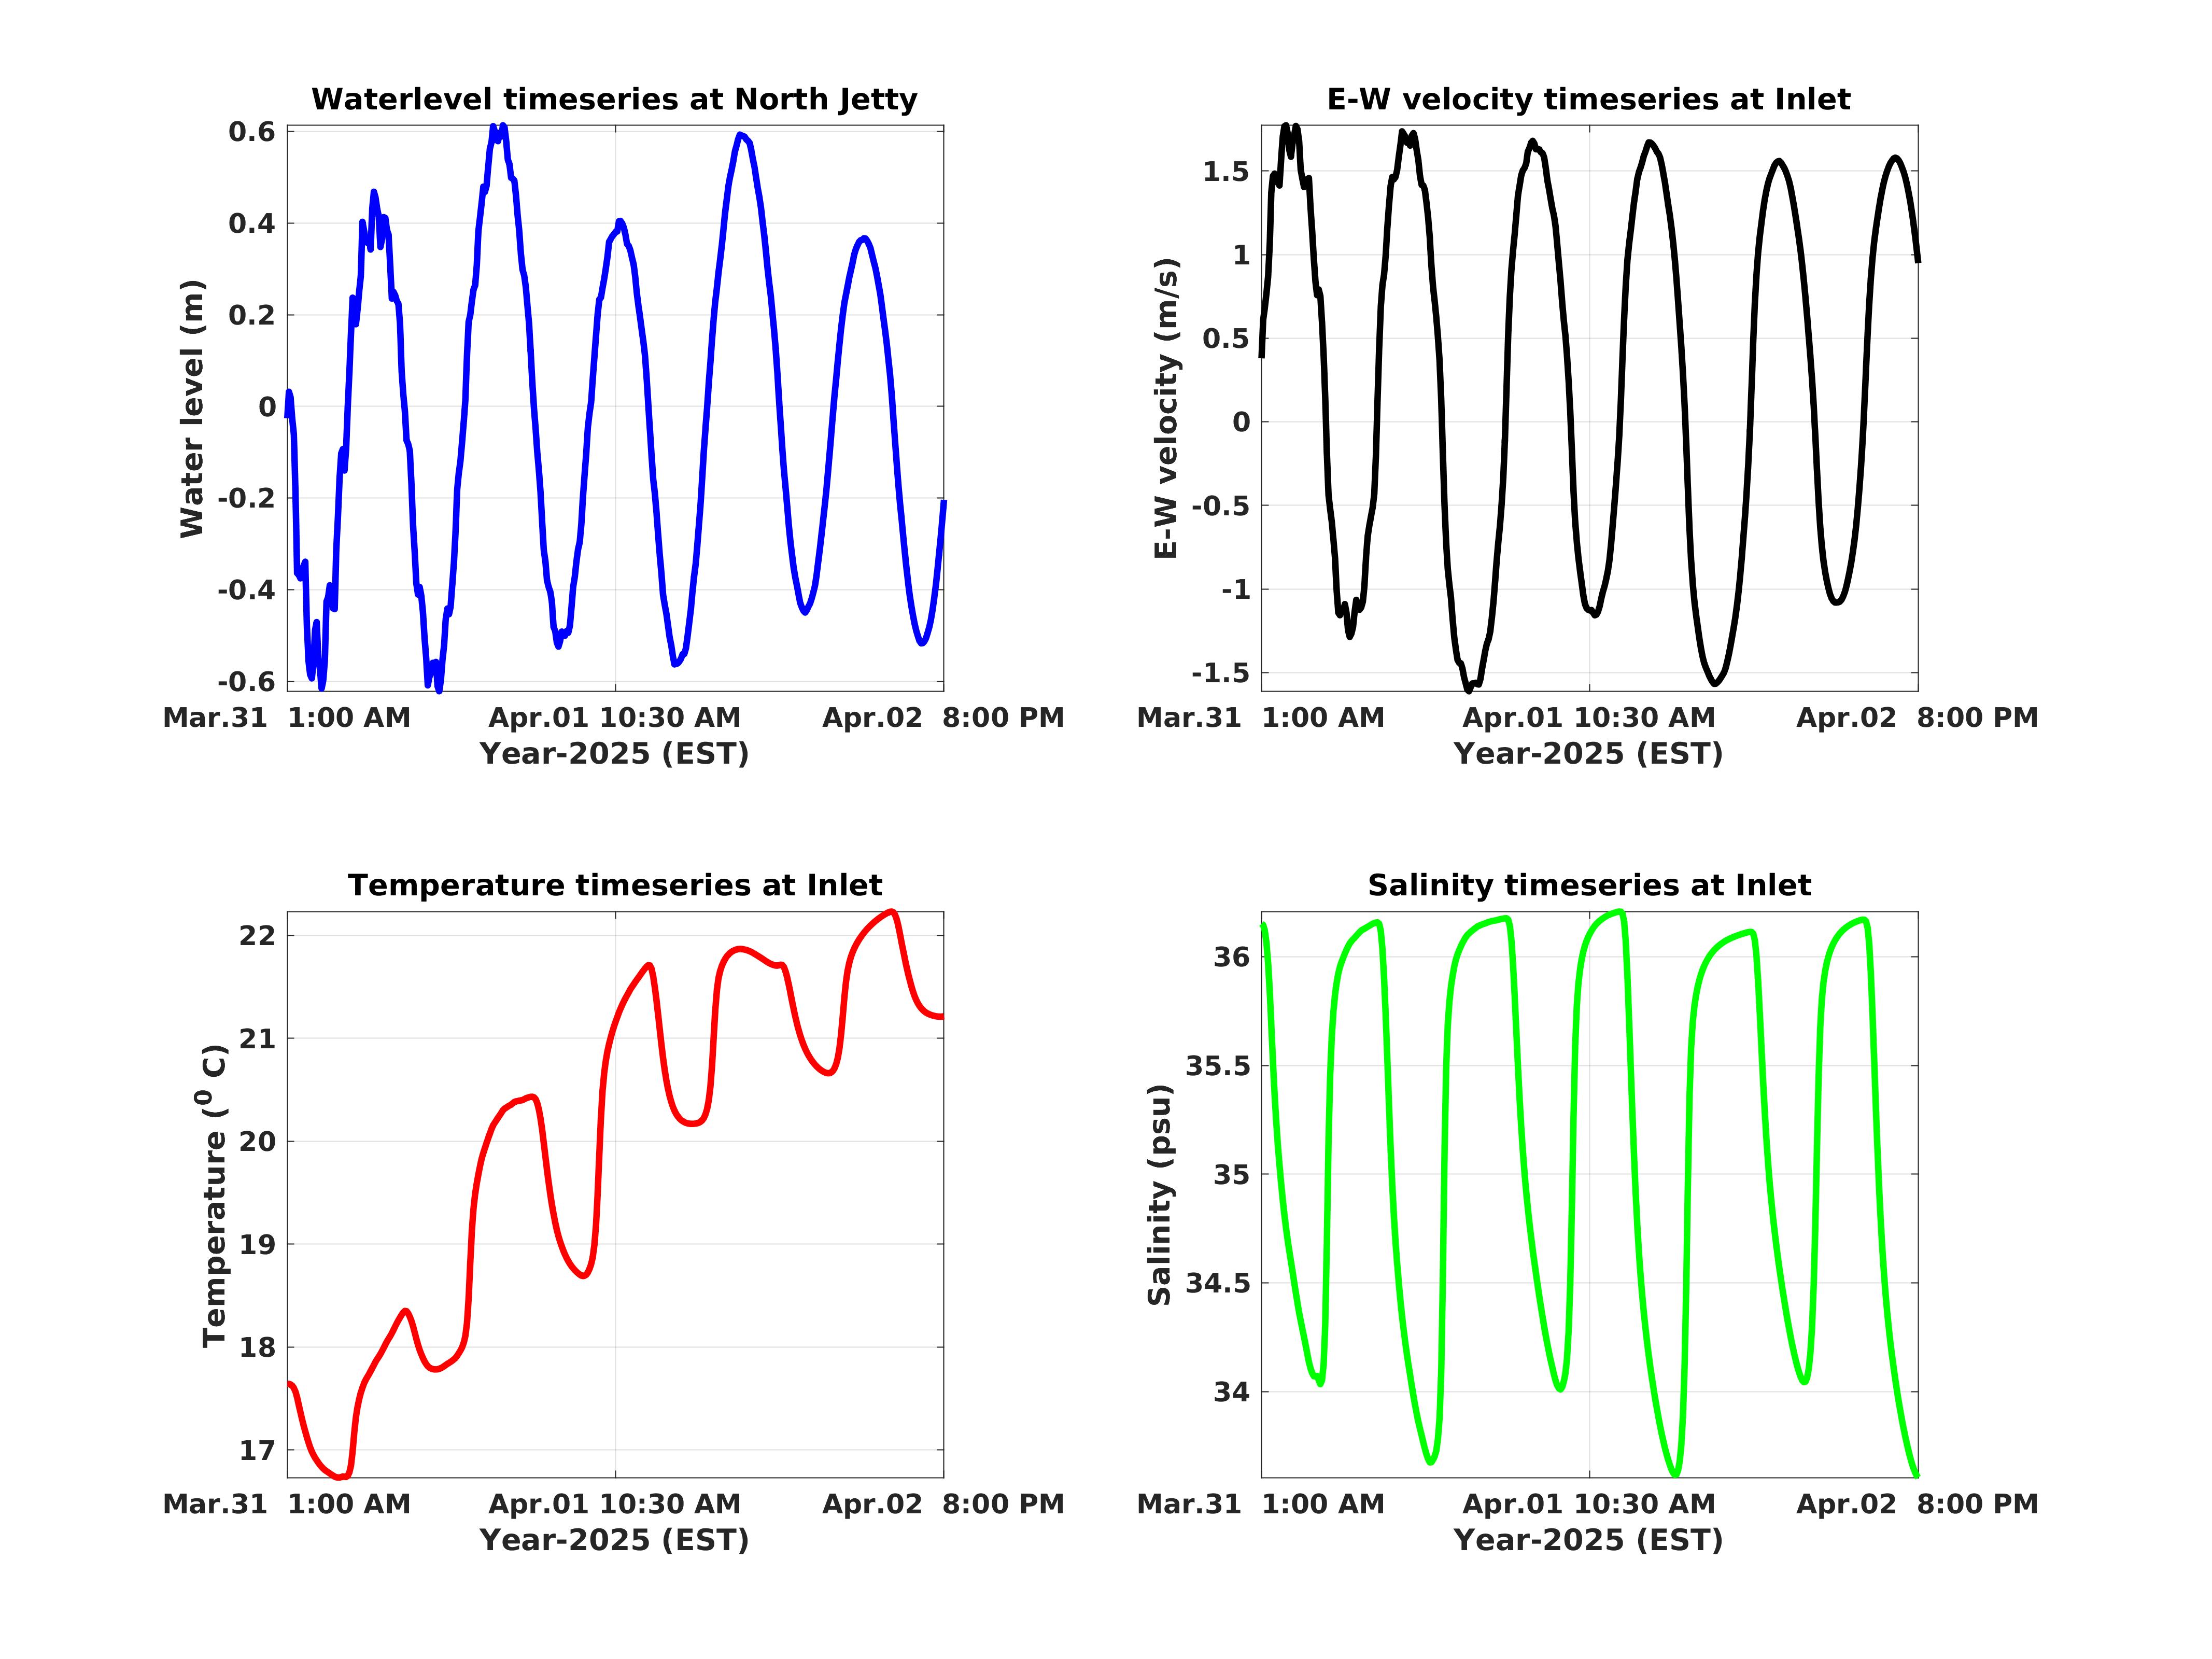 Waterlevel timeseries at North Jetty
0.6
0.4
0.2
0
-0.2
-0.4
-0.6
Water level (m)
Mar.31 1:00 AM
Apr.01 10:30 AM
Apr.02 8:00 PM
Year-2025 (EST)
E-W velocity timeseries at Inlet
1.5
1
0.5
0
-0.5
-1
-1.5
E-W velocity (m/s)
Mar.31 1:00 AM
Apr.01 10:30 AM
Apr.02 8:00 PM
Year-2025 (EST)
Temperature timeseries at Inlet
22
21
20
19
18
17
Temperature (⁰ C)
Mar.31 1:00 AM
Apr.01 10:30 AM
Apr.02 8:00 PM
Year-2025 (EST)
Salinity timeseries at Inlet
36
35.5
35
34.5
34
Salinity (psu)
Mar.31 1:00 AM
Apr.01 10:30 AM
Apr.02 8:00 PM
Year-2025 (EST)